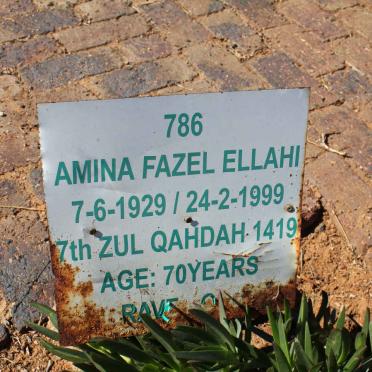 786
AMINA FAZEL ELLAHI
7-6-1929 / 24-2-1999
7th ZUL QAHDAH 1419
AGE: 70YEARS